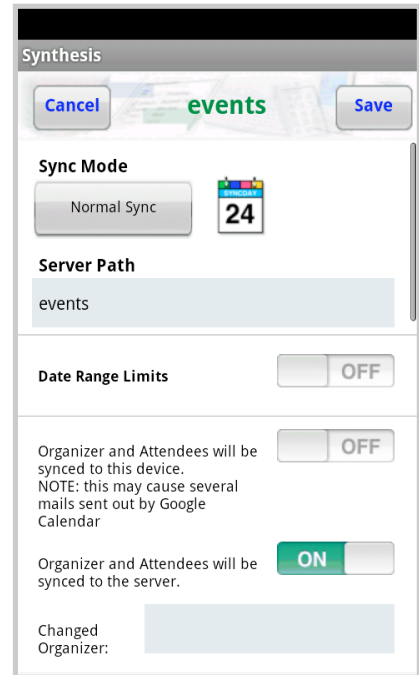 Synthesis
Cancel
events
Save
Sync Mode
Normal Sync
SYNCDAY
24
Server Path
events
Date Range Limits
OFF
Organizer and Attendees will be
synced to this device.
NOTE: this may cause several
mails sent out by Google
Calendar
OFF
Organizer and Attendees will be
synced to the server.
ON
Changed
Organizer: